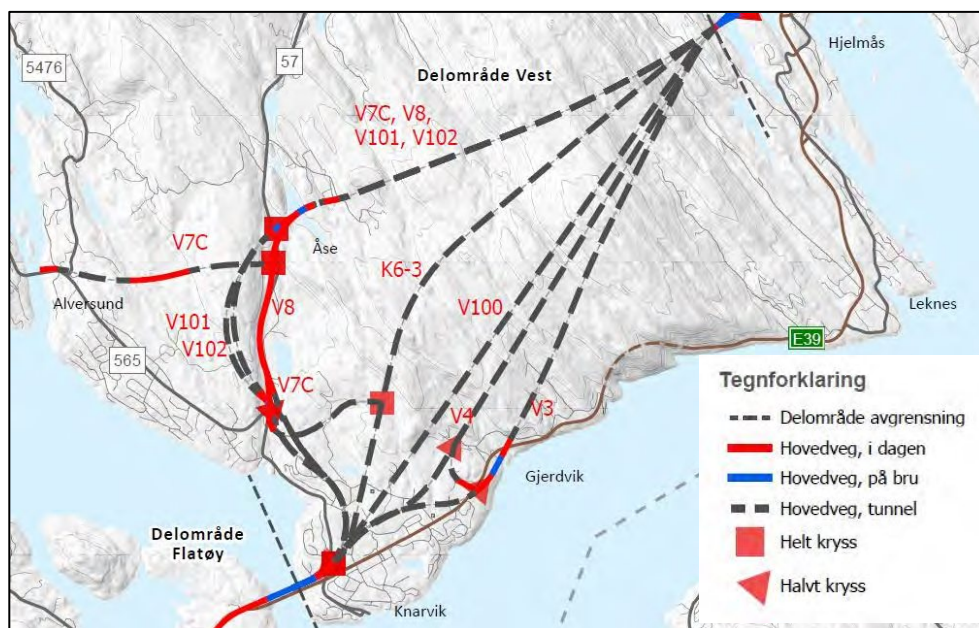 Hjelmås
5476
57
Delområde Vest
V7C, V8,
V101, V102
V7C
Åse
K6-3
Alversund
V8
V100
Leknes
V101
V102
E39
565
V7C
V4
V3
Gjerdvik
Delområde
Flatøy
Knarvik
Tegnforklaring
Delområde avgrensning
Hovedveg, i dagen
Hovedveg, på bru
Hovedveg, tunnel
Helt kryss
Halvt kryss